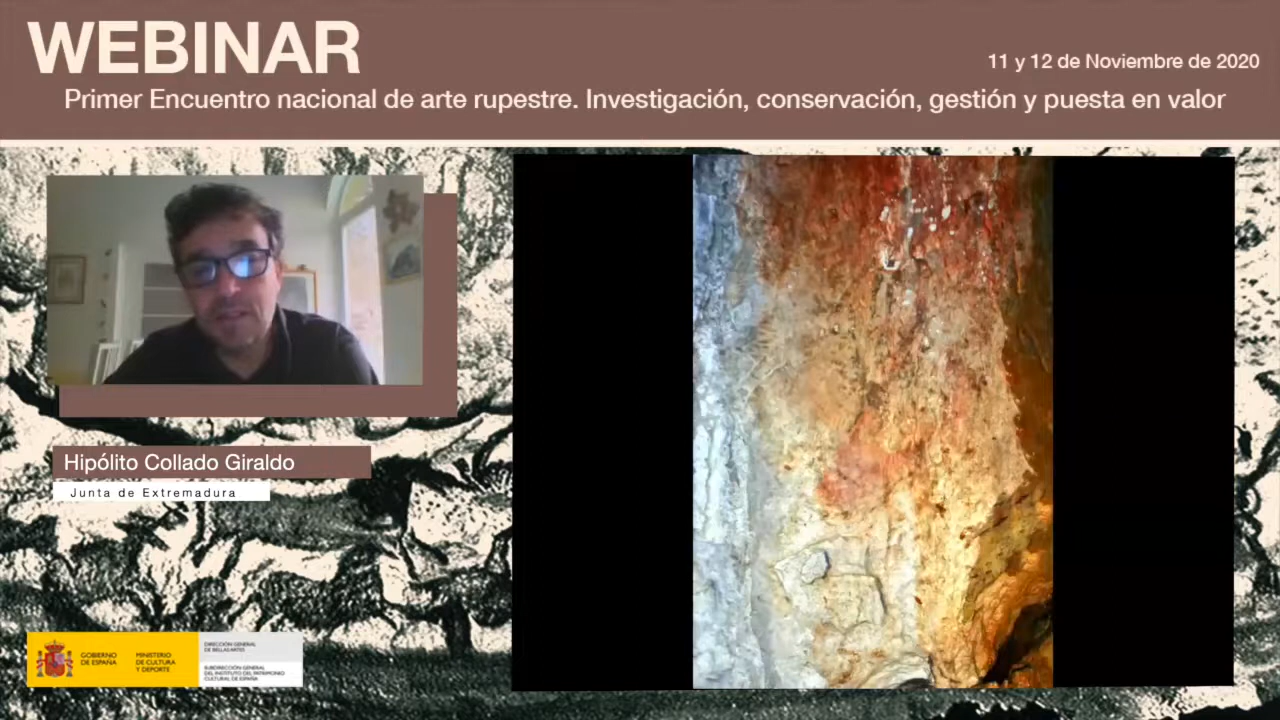 WEBINAR
11 y 12 de Noviembre de 2020
Primer Encuentro nacional de arte rupestre. Investigación, conservación, gestión y puesta en valor
Hipólito Collado Giraldo
Junta de Extremadura
GOBIERNO
DE ESPAÑA
MINISTERIO
DE CULTURA
Y DEPORTE
DIRECCIÓN GENERAL
DE BELLAS ARTES
SUBDIRECCIÓN GENERAL
DEL INSTITUTO DEL PATRIMONIO
CULTURAL DE ESPAÑA